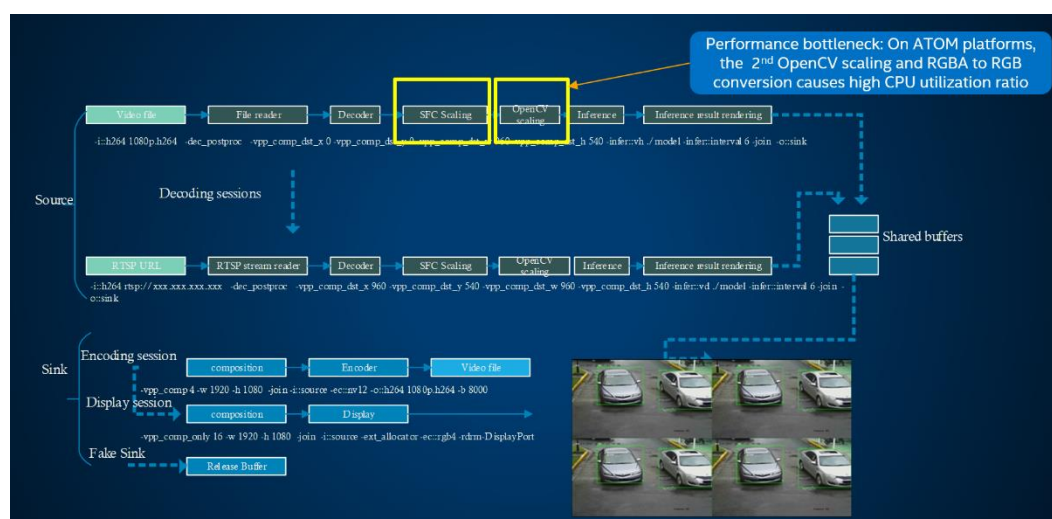 Performance bottleneck: On ATOM platforms,
the 2nd OpenCV scaling and RGBA to RGB
conversion causes high CPU utilization ratio
Video file
File reader
Decoder
SFC Scaling
OpenCV
scaling
Inference
Inference result rendering
-i::h264 1080p.h264 -dec_postproc -vpp_comp_dst_x 0 -vpp_comp_dst_y 0 -vpp_comp_dst_w 960 -vpp_comp_dst_h 540 -infer::vh ./model -infer::interval 6 -join -o::sink
Source
Decoding sessions
Shared buffers
RTSP URL
RTSP stream reader
Decoder
SFC Scaling
OpenCV
scaling
Inference
Inference result rendering
-i::h264 rtsp://xxx.xxx.xxx.xxx -dec_postproc -vpp_comp_dst_x 960 -vpp_comp_dst_y 540 -vpp_comp_dst_w 960 -vpp_comp_dst_h 540 -infer::vd ./model -infer::interval 6 -join -
o::sink
Sink
Encoding session
composition
Encoder
Video file
-vpp_comp 4 -w 1920 -h 1080 -join -i::source -ec::nv12 -o::h264 1080p.h264 -b 8000
Display session
composition
Display
-vpp_comp_only 16 -w 1920 -h 1080 -join -i::source -ext_allocator -ec::rgb4 -rdrm-DisplayPort
Fake Sink
Release Buffer